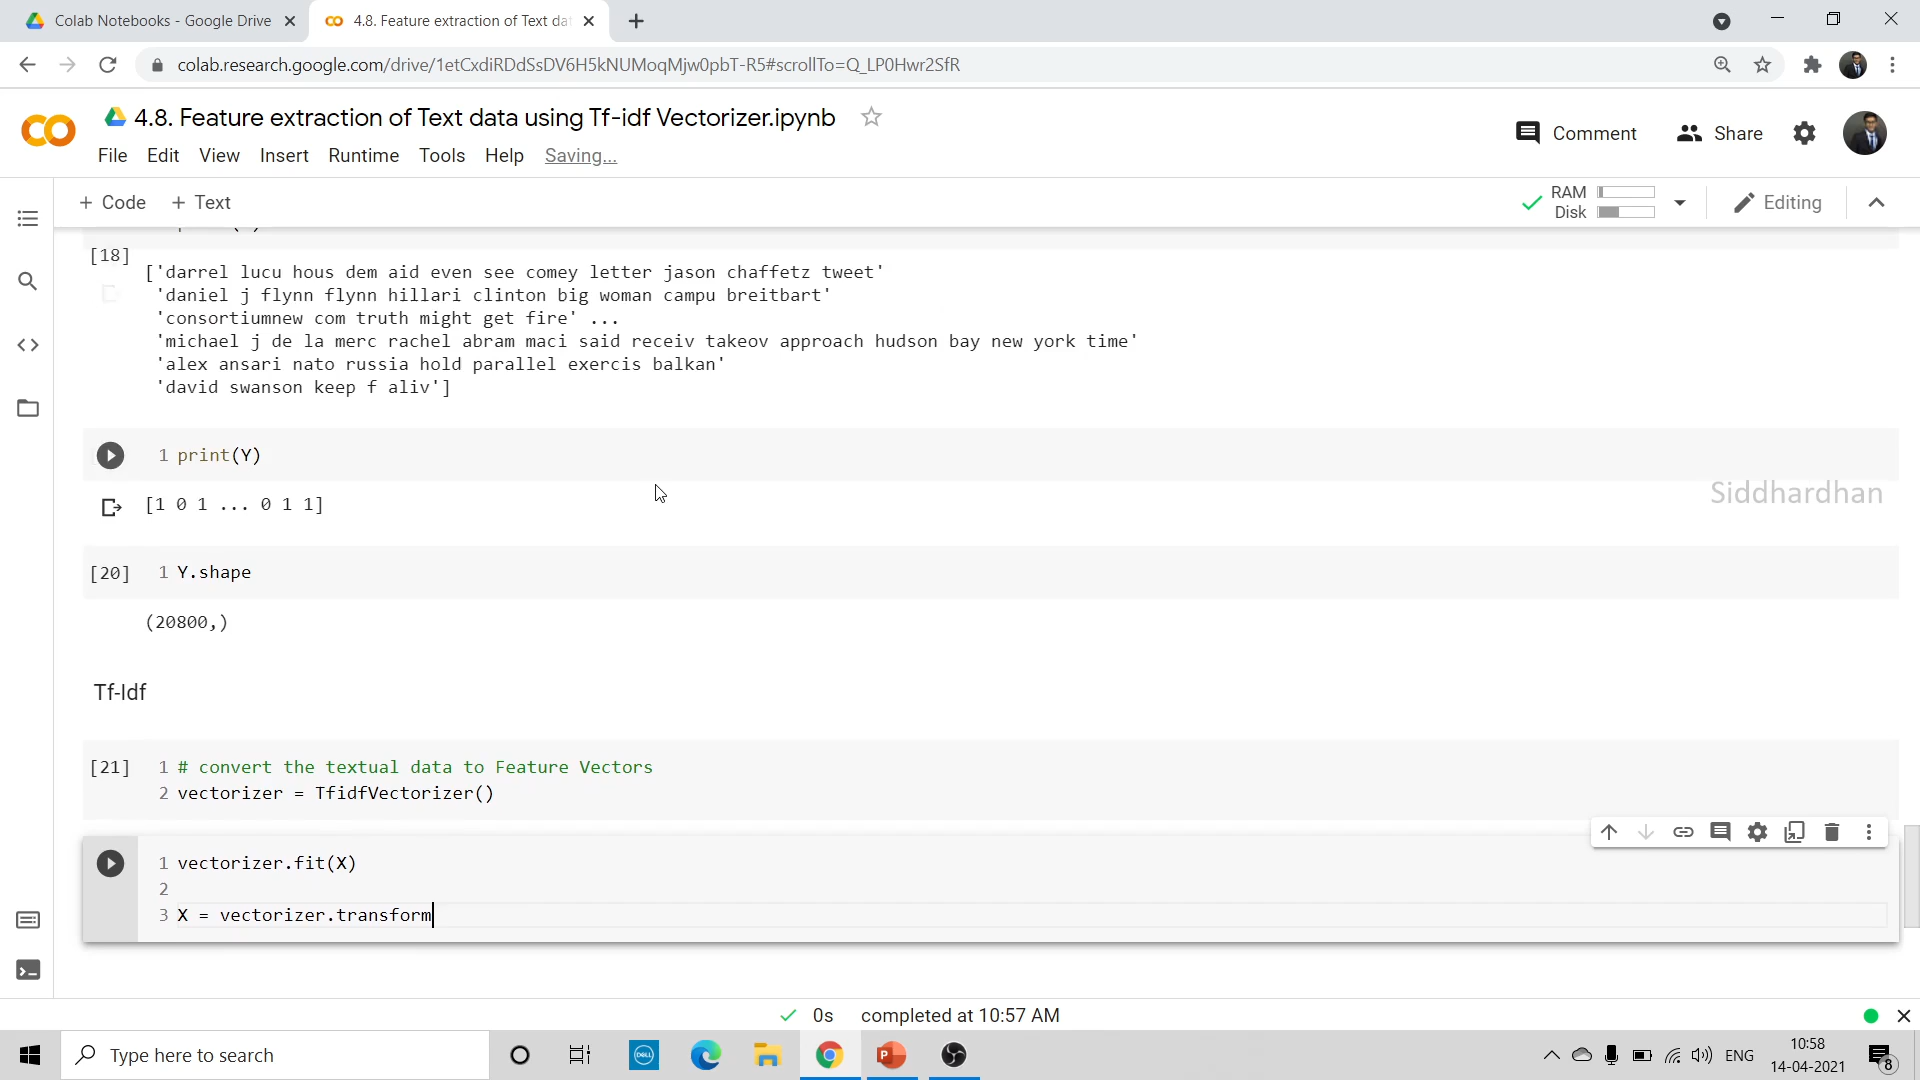 Colab Notebooks - Google Drive
4.8. Feature extraction of Text dat
colab.research.google.com/drive/1etCxdiRDdSsDV6H5kNUMoqMjw0pbT-R5#scrollTo=Q_LP0Hwr2SfR
4.8. Feature extraction of Text data using Tf-idf Vectorizer.ipynb
Comment
Share
File Edit View Insert Runtime Tools Help Saving...
+ Code + Text
RAM
Disk
Editing
[18]
['darrel lucu hous dem aid even see comey letter jason chaffetz tweet'
'daniel j flynn flynn hillari clinton big woman campu breitbart'
'consortiumnew com truth might get fire' ...
'michael j de la merc rachel abram maci said receiv takeov approach hudson bay new york time'
'alex ansari nato russia hold parallel exercis balkan'
'david swanson keep f aliv']
1 print(Y)
[1 0 1 ... 0 1 1]
Siddhardhan
[20] 1 Y.shape
(20800,)
Tf-Idf
[21] 1 # convert the textual data to Feature Vectors
2 vectorizer = TfidfVectorizer()
1 vectorizer.fit(X)
2
3 X = vectorizer.transform
0s completed at 10:57 AM
Type here to search
DELL
P
ENG
10:58
14-04-2021
8